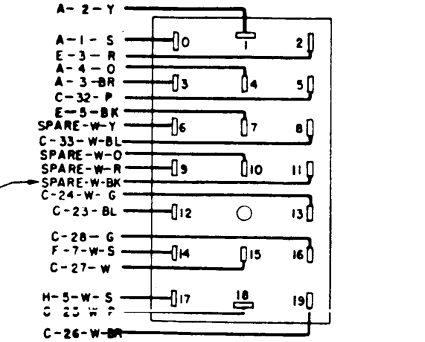 A- 2-Y
1
A-1- S
0
2
E-3- R
A-4- O
A-3-BR
3
4
5
C-32- P
E-5-BK
SPARE-W-Y
6
7
8
C-33-W-BL
SPARE-W-O
SPARE-W-R
9
10
11
SPARE-W-BK
C-24-W- G
C-23-BL
12
13
C-28- G
F-7-W-S
14
15
16
C-27- W
H-5-W-S
17
18
19
C-26-W-BR